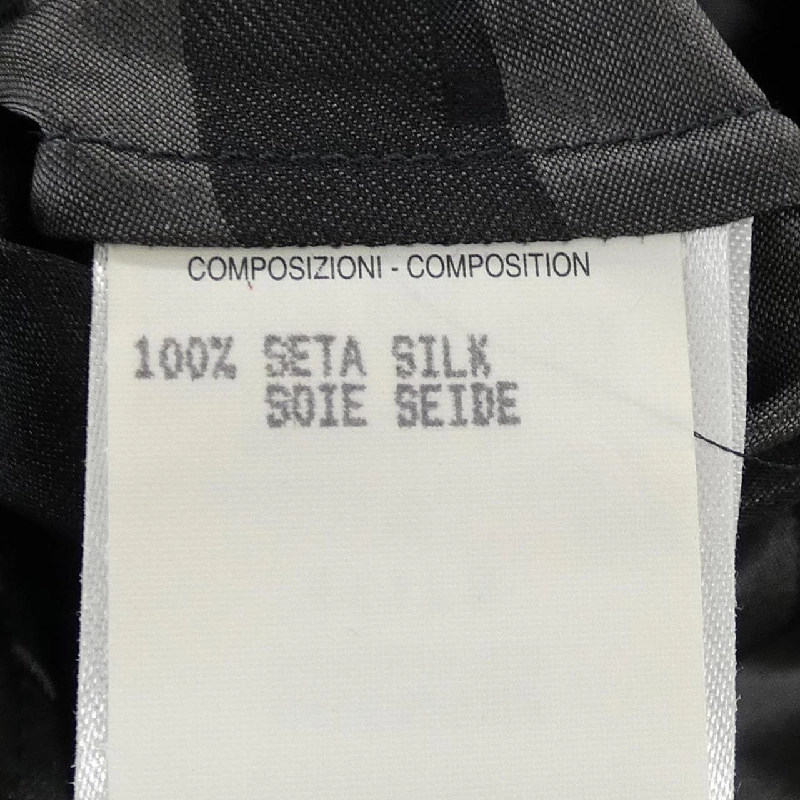 COMPOSIZIONI - COMPOSITION
100% SETA SILK
SOIE SEIDE